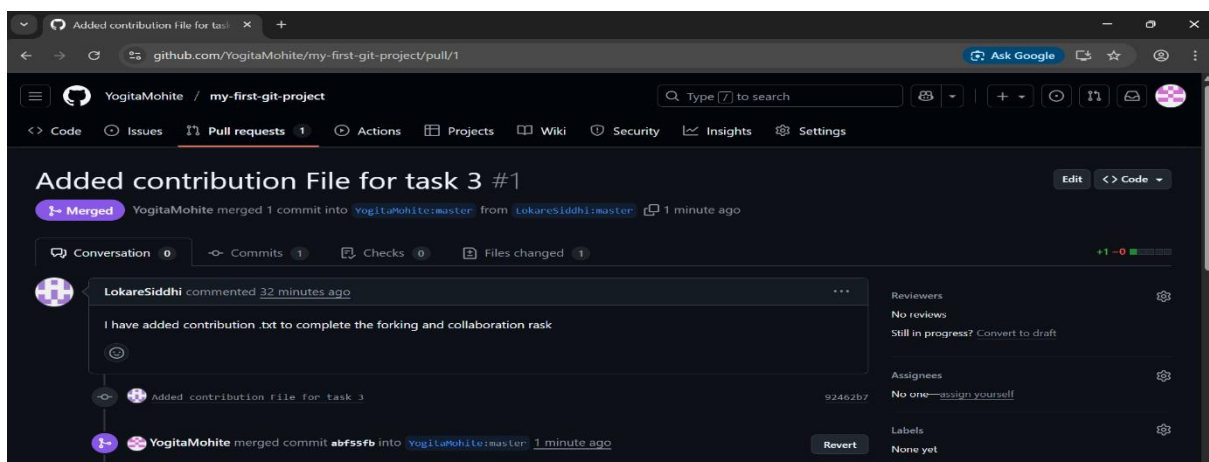 Added contribution File for tas
github.com/YogitaMohite/my-first-git-project/pull/1
Ask Google
YogitaMohite / my-first-git-project
Type / to search
<> Code Issues Pull requests 1 Actions Projects Wiki Security Insights Settings
Added contribution File for task 3 #1
Edit <> Code
Merged YogitaMohite merged 1 commit into YogitaMohite:master from LokareSiddhi:master 1 minute ago
Conversation 0 Commits 1 Checks 0 Files changed 1
+1 −0
LokareSiddhi commented 32 minutes ago
I have added contribution .txt to complete the forking and collaboration rask
Added contribution File for task 3 92462b7
YogitaMohite merged commit abf55fb into YogitaMohite:master 1 minute ago
Revert
Reviewers
No reviews
Still in progress? Convert to draft
Assignees
No one—assign yourself
Labels
None yet